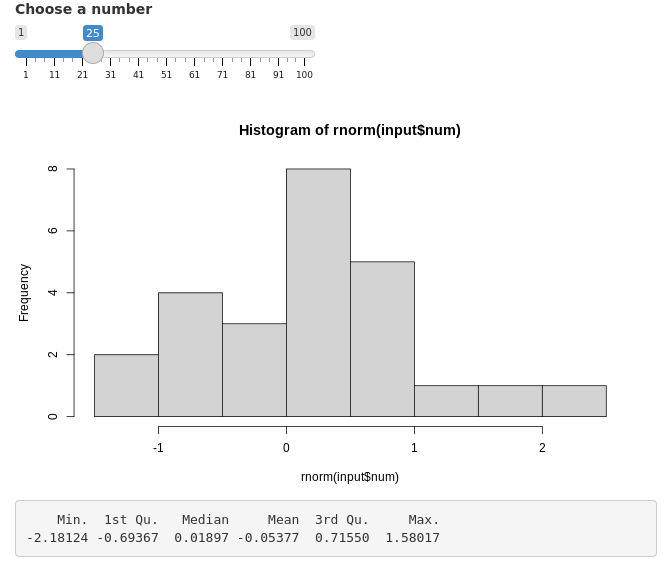 Choose a number
1 25 100
1 11 21 31 41 51 61 71 81 91 100
Histogram of rnorm(input$num)
Frequency
8
6
4
2
0
-1 0 1 2
rnorm(input$num)
Min. 1st Qu. Median Mean 3rd Qu. Max.
-2.18124 -0.69367 0.01897 -0.05377 0.71550 1.58017